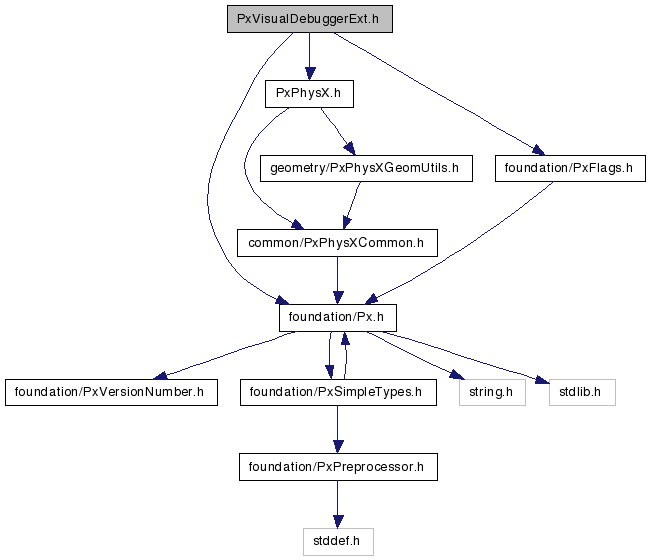 PxVisualDebuggerExt.h
PxPhysX.h
geometry/PxPhysXGeomUtils.h
foundation/PxFlags.h
common/PxPhysXCommon.h
foundation/Px.h
foundation/PxVersionNumber.h
foundation/PxSimpleTypes.h
string.h
stdlib.h
foundation/PxPreprocessor.h
stddef.h